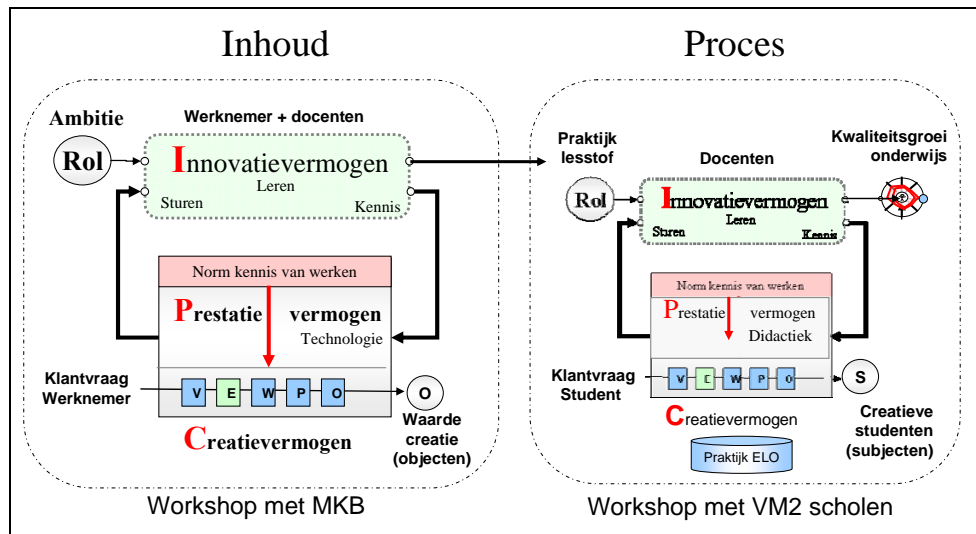 Inhoud
Ambitie
Rol
Werknemer + docenten
Innovatievermogen
Leren
Sturen
Kennis
Norm kennis van werken
Prestatie vermogen
Technologie
Klantvraag
Werknemer
V E W P O
O
Waarde
creatie
(objecten)
Creatievermogen
Workshop met MKB
Proces
Praktijk
lesstof
Rol
Docenten
Innovatievermogen
Leren
Sturen
Kennis
Kwaliteitsgroei
onderwijs
Norm kennis van werken
Prestatie vermogen
Didactiek
Klantvraag
Student
V E W P O
S
Creatieve
studenten
(subjecten)
Creatievermogen
Praktijk ELO
Workshop met VM2 scholen